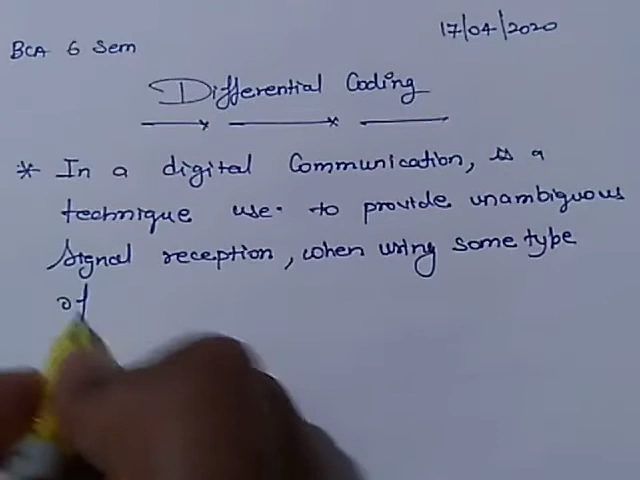 17/04/2020
BCA 6 Sem
Differential Coding
* In a digital Communication, is a
technique use. to provide unambiguous
signal reception, when using some type
of